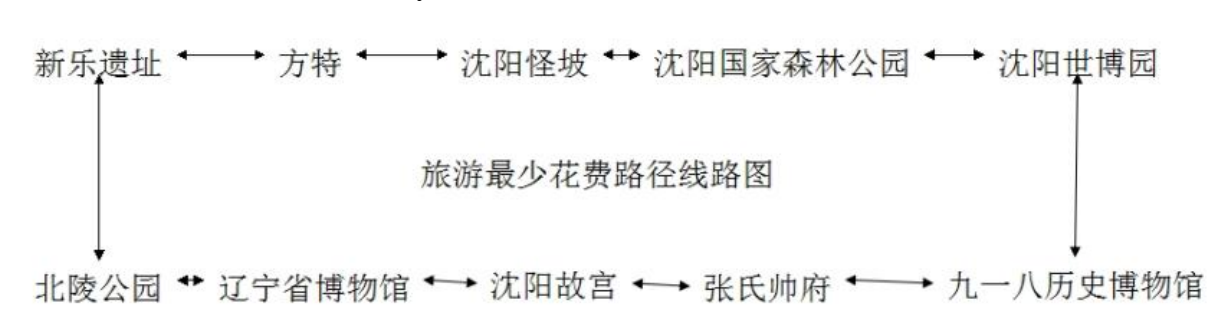 新乐遗址 方特 沈阳怪坡 沈阳国家森林公园 沈阳世博园
旅游最少花费路径线路图
北陵公园 辽宁省博物馆 沈阳故宫 张氏帅府 九一八历史博物馆